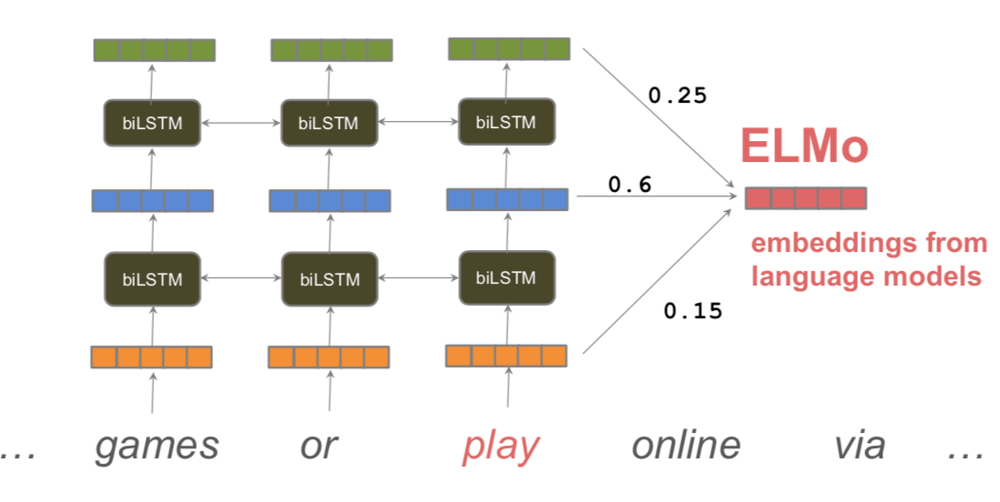 0.25
biLSTM biLSTM biLSTM
ELMo
0.6
embeddings from
language models
biLSTM biLSTM biLSTM
0.15
... games or play online via ...